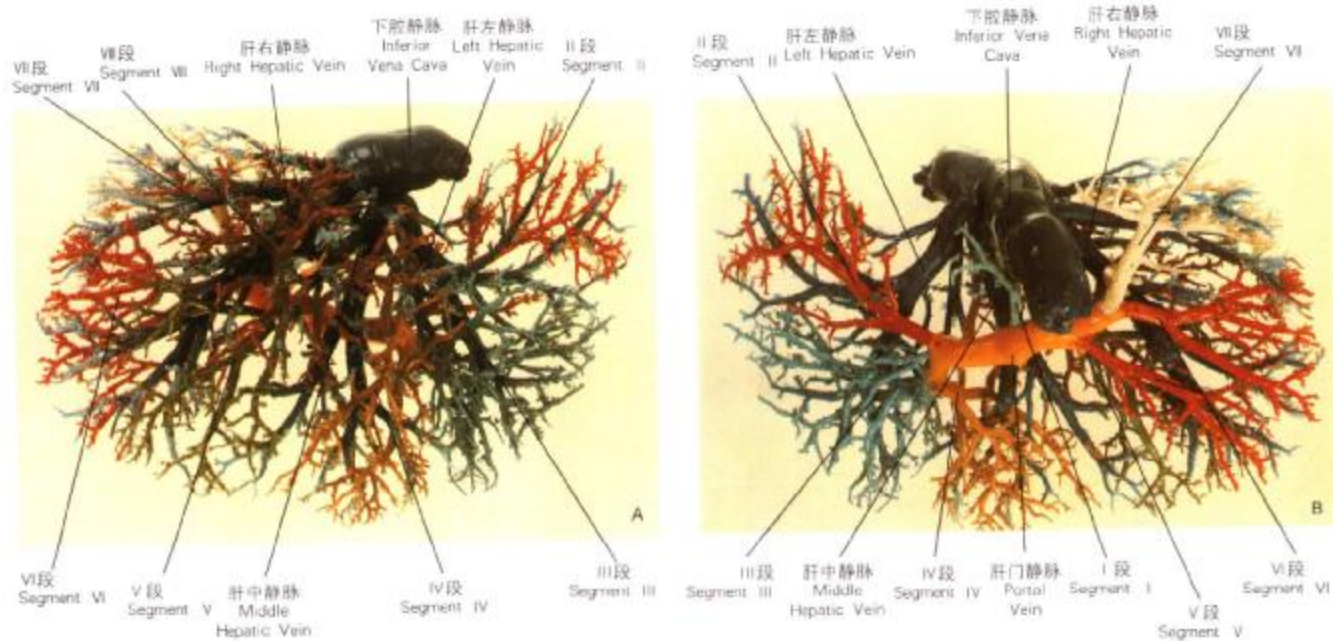 VII段
Segment VII
VIII段
Segment VIII
肝右静脉
Right Hepatic Vein
下腔静脉
Inferior
Vena Cava
肝左静脉
Left Hepatic
Vein
II段
Segment II
VI段
Segment VI
V段
Segment V
肝中静脉
Middle
Hepatic Vein
IV段
Segment IV
III段
Segment III
A
II段
Segment II
肝左静脉
Left Hepatic Vein
下腔静脉
Inferior Vena
Cava
肝右静脉
Right Hepatic
Vein
VII段
Segment VII
III段
Segment III
肝中静脉
Middle
Hepatic Vein
IV段
Segment IV
肝门静脉
Portal
Vein
I段
Segment I
V段
Segment V
VI段
Segment VI
B